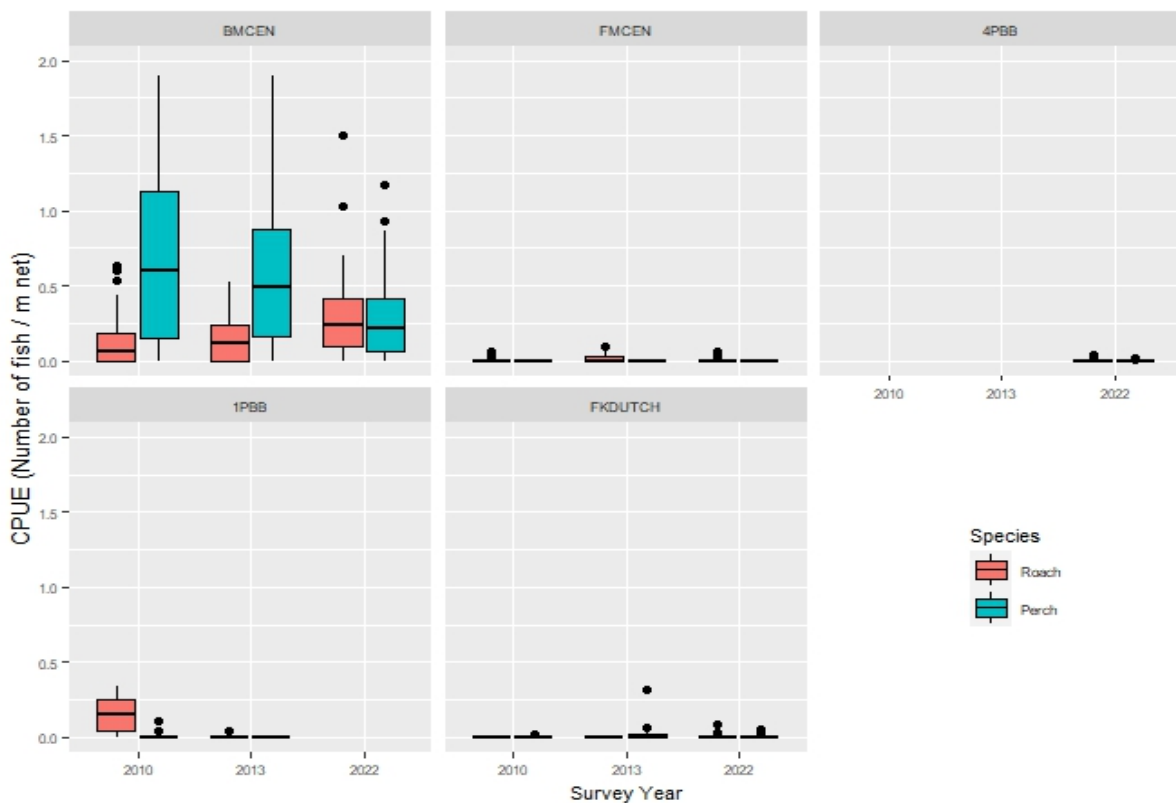 BMCEN FMCEN 4PBB
2.0
1.5
1.0
0.5
0.0
2010 2013 2022
1PBB FKDUTCH
2.0
1.5
1.0
0.5
0.0
2010 2013 2022 2010 2013 2022
CPUE (Number of fish / m net)
Survey Year
Species
Roach
Perch